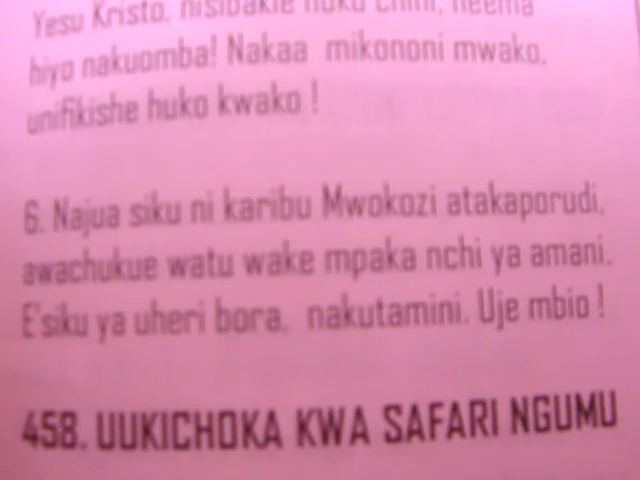 Yesu Kristo, nisibakie huku chini, neema
hiyo nakuomba! Nakaa mikononi mwako,
unifikishe huko kwako !
6. Najua siku ni karibu Mwokozi atakaporudi,
awachukue watu wake mpaka nchi ya amani.
E'siku ya uheri bora, nakutamini. Uje mbio !
458. UUKICHOKA KWA SAFARI NGUMU